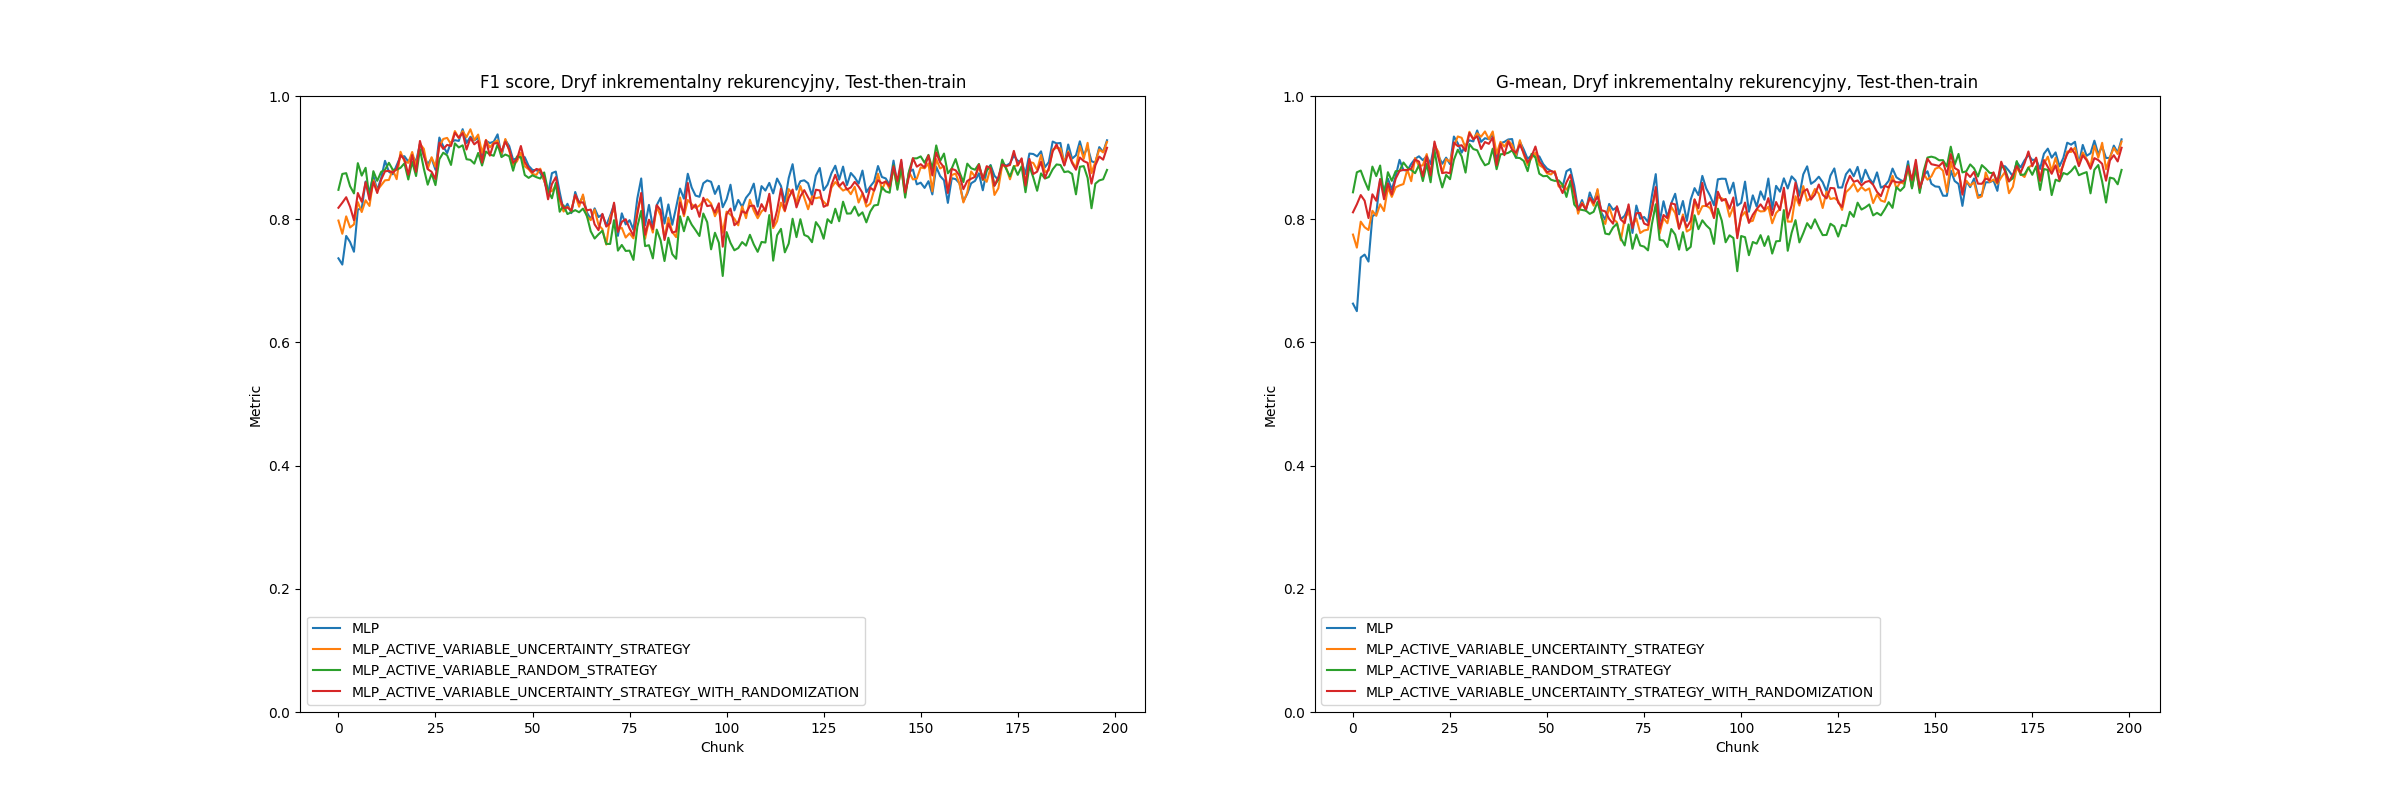 F1 score, Dryf inkrementalny rekurencyjny, Test-then-train
1.0
0.8
0.6
0.4
0.2
0.0
Metric
0 25 50 75 100 125 150 175 200
Chunk
MLP
MLP_ACTIVE_VARIABLE_UNCERTAINTY_STRATEGY
MLP_ACTIVE_VARIABLE_RANDOM_STRATEGY
MLP_ACTIVE_VARIABLE_UNCERTAINTY_STRATEGY_WITH_RANDOMIZATION
G-mean, Dryf inkrementalny rekurencyjny, Test-then-train
1.0
0.8
0.6
0.4
0.2
0.0
Metric
0 25 50 75 100 125 150 175 200
Chunk
MLP
MLP_ACTIVE_VARIABLE_UNCERTAINTY_STRATEGY
MLP_ACTIVE_VARIABLE_RANDOM_STRATEGY
MLP_ACTIVE_VARIABLE_UNCERTAINTY_STRATEGY_WITH_RANDOMIZATION